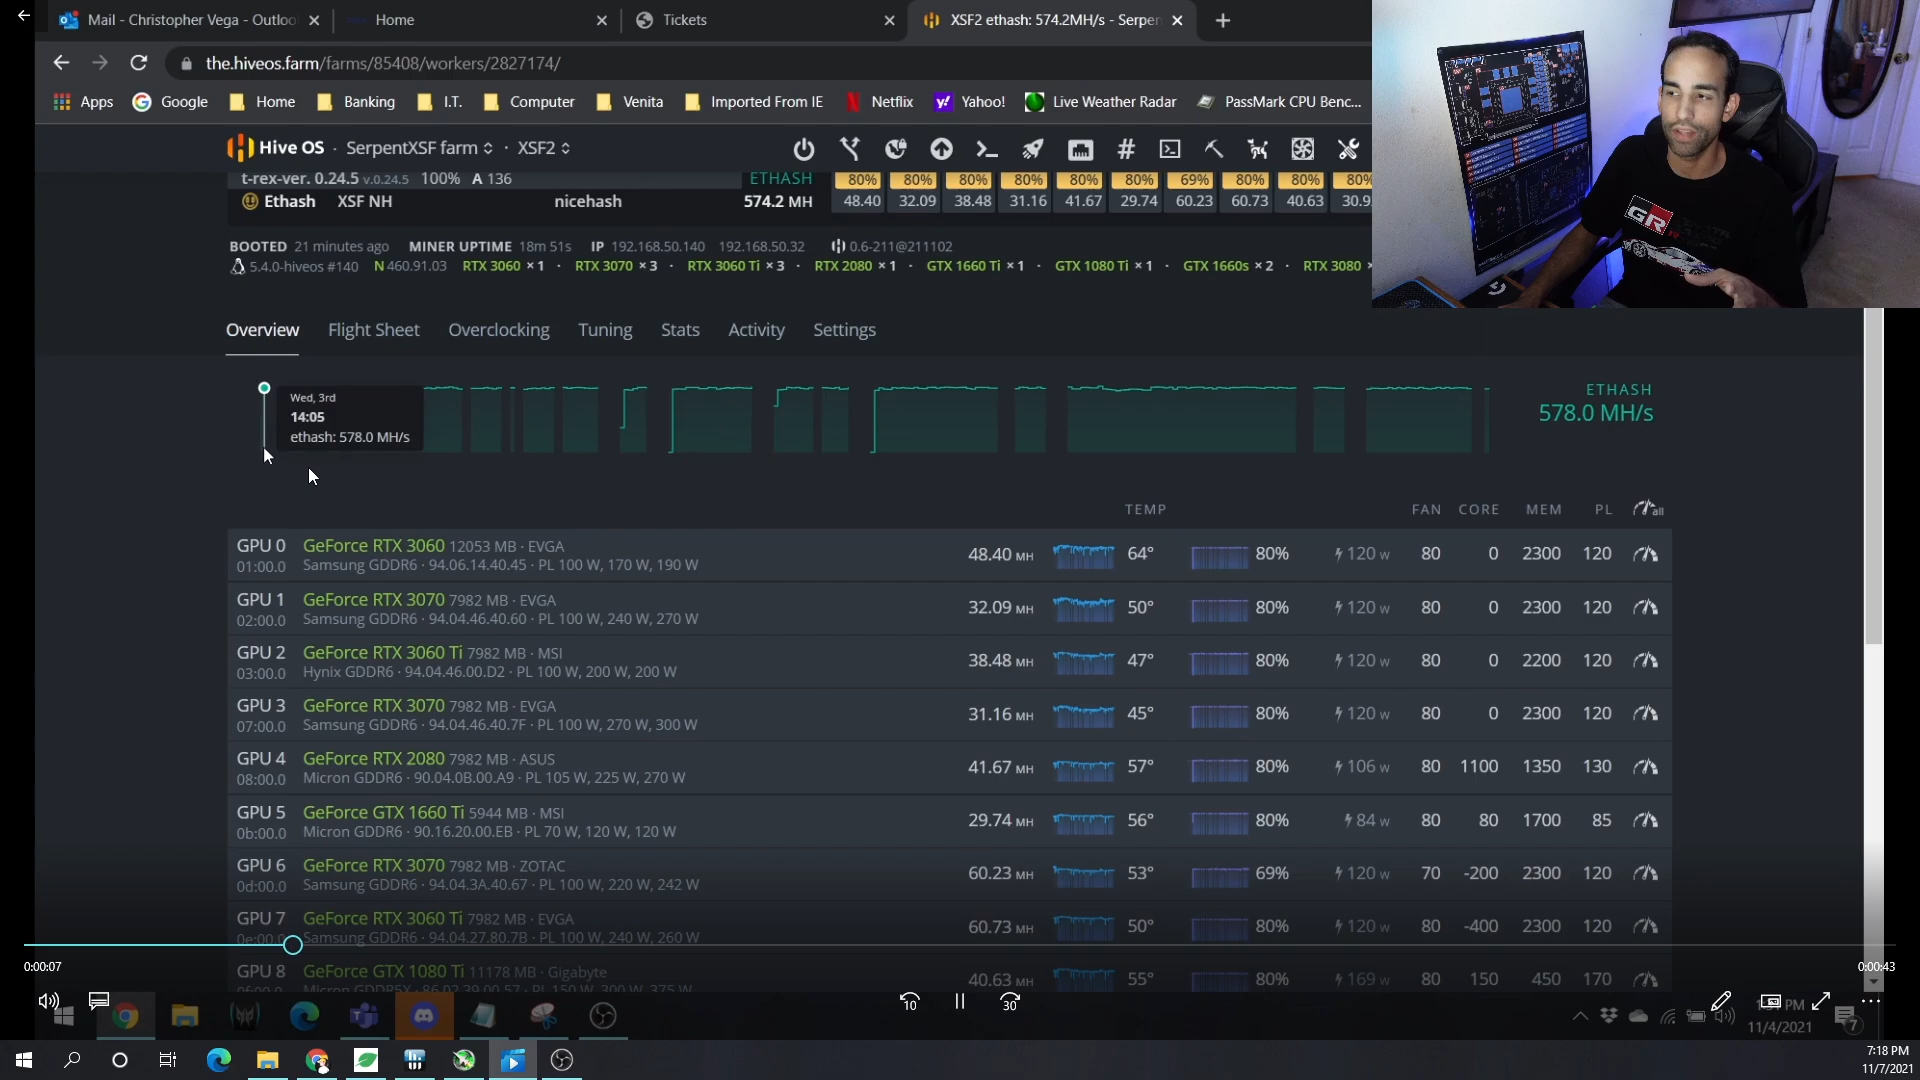 Mail - Christopher Vega - Outloo
Home
Tickets
XSF2 ethash: 574.2MH/s - Serpen
the.hiveos.farm/farms/85408/workers/2827174/
Apps
Google
Home
Banking
I.T.
Computer
Venita
Imported From IE
Netflix
Yahoo!
Live Weather Radar
PassMark CPU Benc...
Hive OS · SerpentXSF farm · XSF2
t-rex-ver. 0.24.5 v.0.24.5 100% A 136 ETHASH 80% 80% 80% 80% 80% 80% 69% 80% 80% 80%
Ethash XSF NH nicehash 574.2 MH 48.40 32.09 38.48 31.16 41.67 29.74 60.23 60.73 40.63 30.9
BOOTED 21 minutes ago MINER UPTIME 18m 51s IP 192.168.50.140 192.168.50.32 0.6-211@211102
5.4.0-hiveos #140 N 460.91.03 RTX 3060 ×1 · RTX 3070 ×3 · RTX 3060 Ti ×3 · RTX 2080 ×1 · GTX 1660 Ti ×1 · GTX 1080 Ti ×1 · GTX 1660s ×2 · RTX 3080 ×
GR
Overview Flight Sheet Overclocking Tuning Stats Activity Settings
Wed, 3rd
14:05
ethash: 578.0 MH/s
ETHASH
578.0 MH/s
TEMP FAN CORE MEM PL all
GPU 0 GeForce RTX 3060 12053 MB · EVGA 48.40 MH 64° 80% 120 W 80 0 2300 120
01:00.0 Samsung GDDR6 · 94.06.14.40.45 · PL 100 W, 170 W, 190 W
GPU 1 GeForce RTX 3070 7982 MB · EVGA 32.09 MH 50° 80% 120 W 80 0 2300 120
02:00.0 Samsung GDDR6 · 94.04.46.40.60 · PL 100 W, 240 W, 270 W
GPU 2 GeForce RTX 3060 Ti 7982 MB · MSI 38.48 MH 47° 80% 120 W 80 0 2200 120
03:00.0 Hynix GDDR6 · 94.04.46.00.D2 · PL 100 W, 200 W, 200 W
GPU 3 GeForce RTX 3070 7982 MB · EVGA 31.16 MH 45° 80% 120 W 80 0 2300 120
07:00.0 Samsung GDDR6 · 94.04.46.40.7F · PL 100 W, 270 W, 300 W
GPU 4 GeForce RTX 2080 7982 MB · ASUS 41.67 MH 57° 80% 106 W 80 1100 1350 130
08:00.0 Micron GDDR6 · 90.04.0B.00.A9 · PL 105 W, 225 W, 270 W
GPU 5 GeForce GTX 1660 Ti 5944 MB · MSI 29.74 MH 56° 80% 84 W 80 80 1700 85
0b:00.0 Micron GDDR6 · 90.16.20.00.EB · PL 70 W, 120 W, 120 W
GPU 6 GeForce RTX 3070 7982 MB · ZOTAC 60.23 MH 53° 69% 120 W 70 -200 2300 120
0d:00.0 Samsung GDDR6 · 94.04.3A.40.67 · PL 100 W, 220 W, 242 W
GPU 7 GeForce RTX 3060 Ti 7982 MB · EVGA 60.73 MH 50° 80% 120 W 80 -400 2300 120
0e:00.0 Samsung GDDR6 · 94.04.27.80.7B · PL 100 W, 240 W, 260 W
0:00:07 0:00:43
GPU 8 GeForce GTX 1080 Ti 11178 MB · Gigabyte 40.63 MH 55° 80% 169 W 80 150 450 170
Micron GDDR5X · 86.02.39.00.57 · PL 150 W, 300 W, 375 W
10 30
PM
11/4/2021
7
7:18 PM
11/7/2021